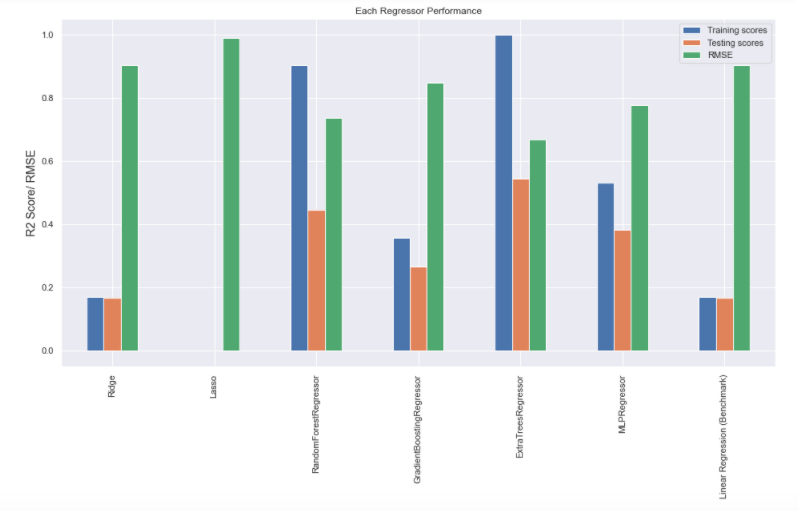 Each Regressor Performance
Training scores
Testing scores
RMSE
R2 Score/ RMSE
1.0
0.8
0.6
0.4
0.2
0.0
Ridge
Lasso
RandomForestRegressor
GradientBoostingRegressor
ExtraTreesRegressor
MLPRegressor
Linear Regression (Benchmark)